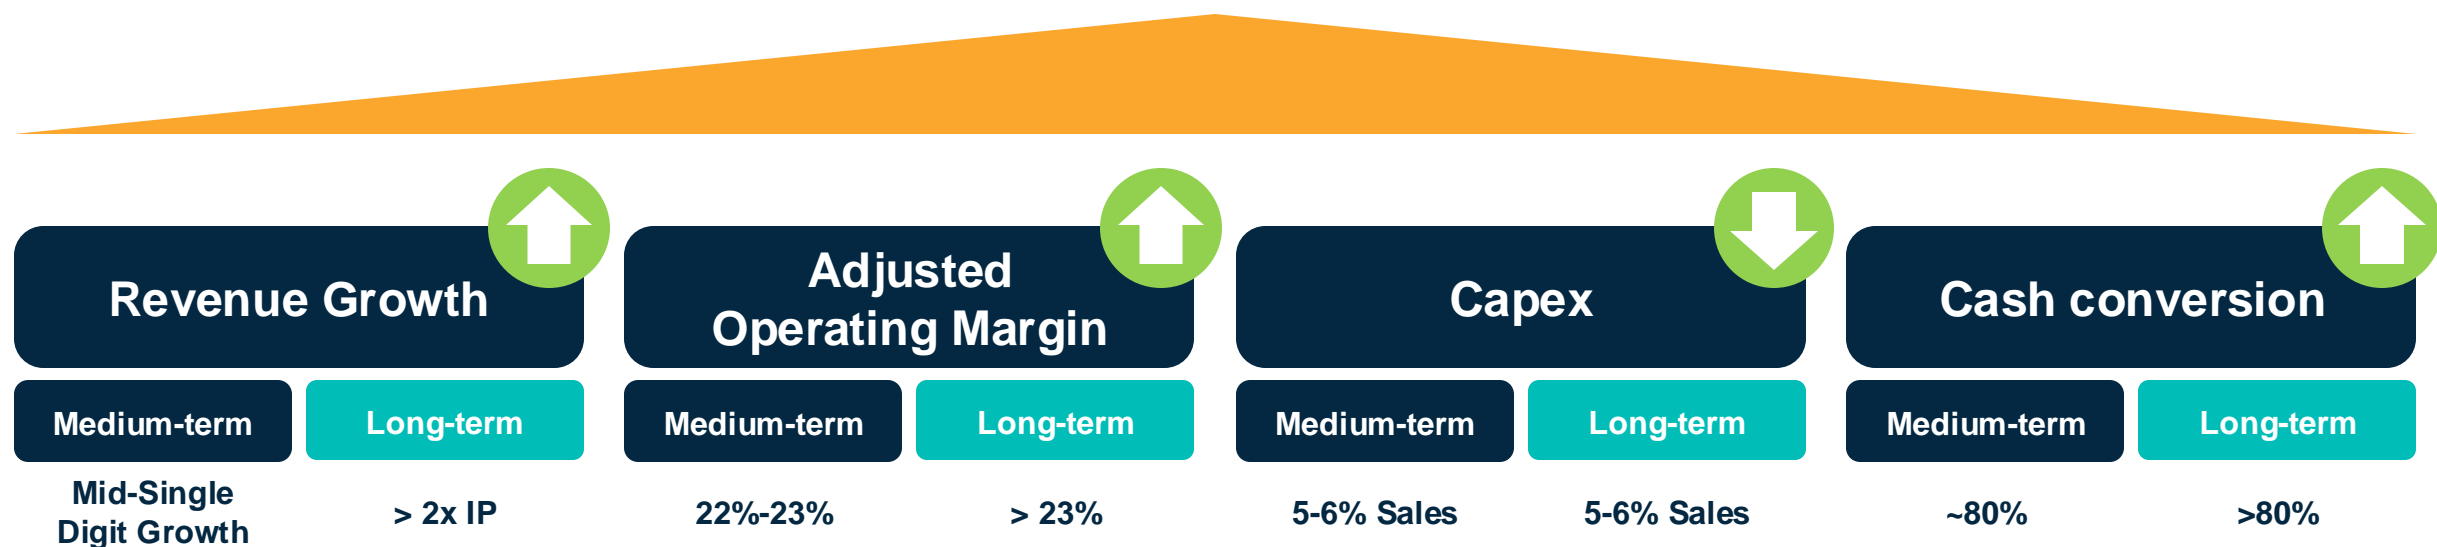 Revenue Growth
Adjusted
Operating Margin
Capex
Cash conversion
Medium-term
Long-term
Medium-term
Long-term
Medium-term
Long-term
Medium-term
Long-term
Mid-Single
Digit Growth
> 2x IP
22%-23%
> 23%
5-6% Sales
5-6% Sales
~80%
>80%